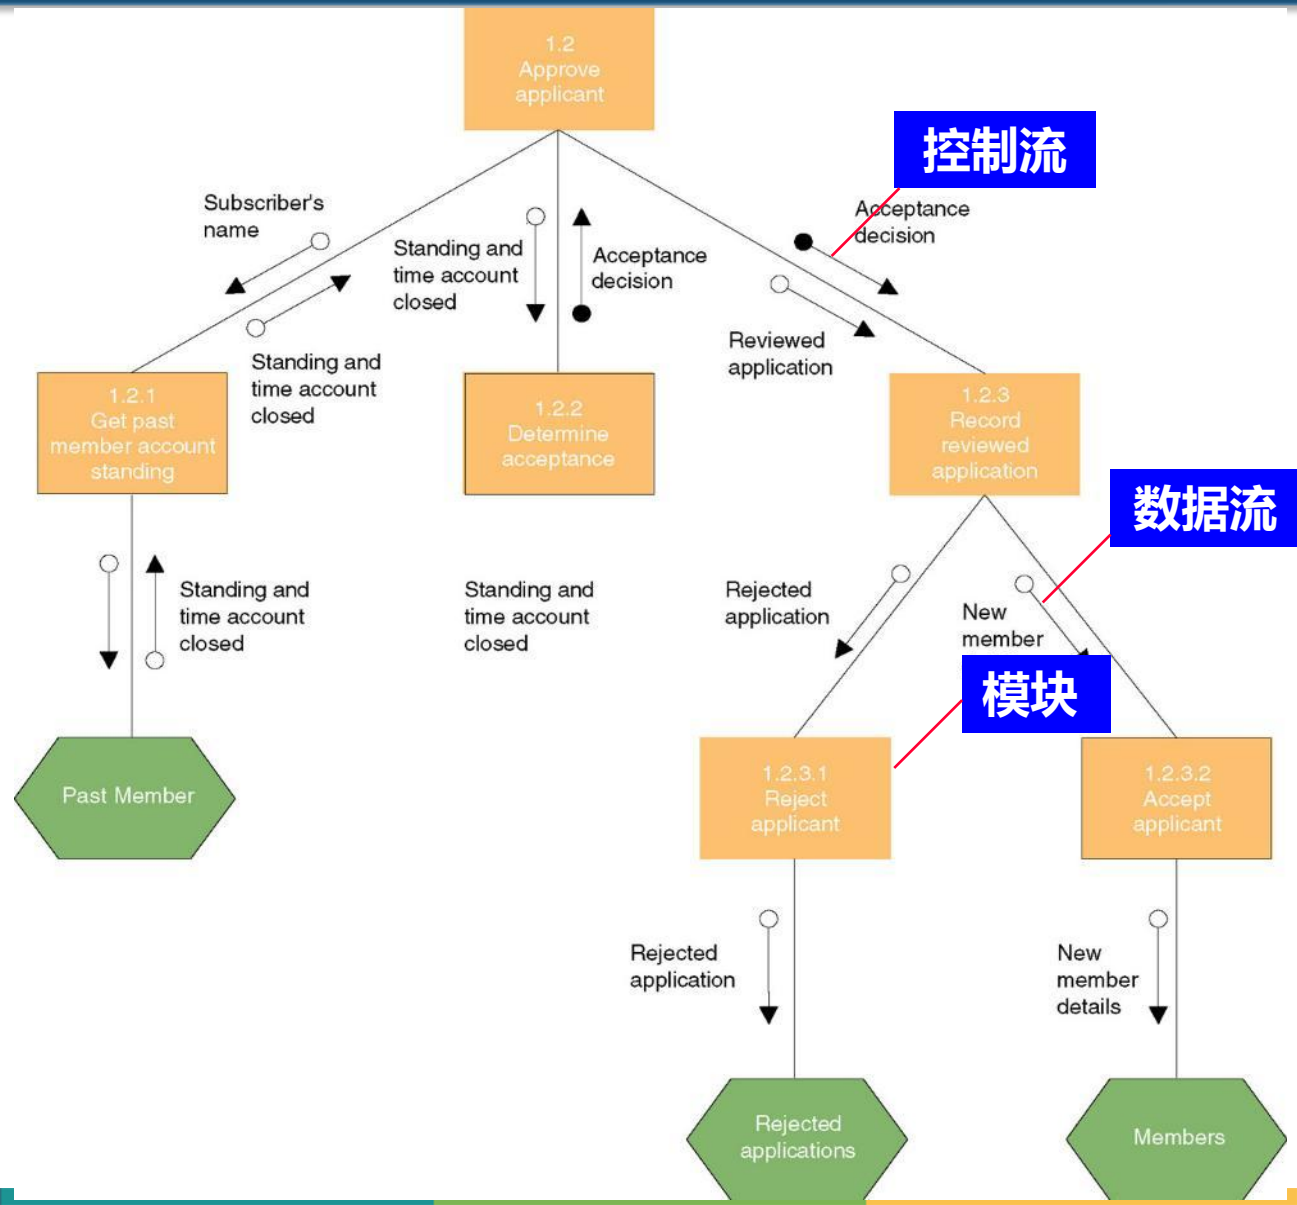 1.2
Approve
applicant
控制流
Subscriber's
name
Standing and
time account
closed
Acceptance
decision
Acceptance
decision
Standing and
time account
closed
Reviewed
application
1.2.1
Get past
member account
standing
1.2.2
Determine
acceptance
1.2.3
Record
reviewed
application
数据流
Standing and
time account
closed
Standing and
time account
closed
Rejected
application
New
member
模块
Past Member
1.2.3.1
Reject
applicant
1.2.3.2
Accept
applicant
Rejected
application
New
member
details
Rejected
applications
Members